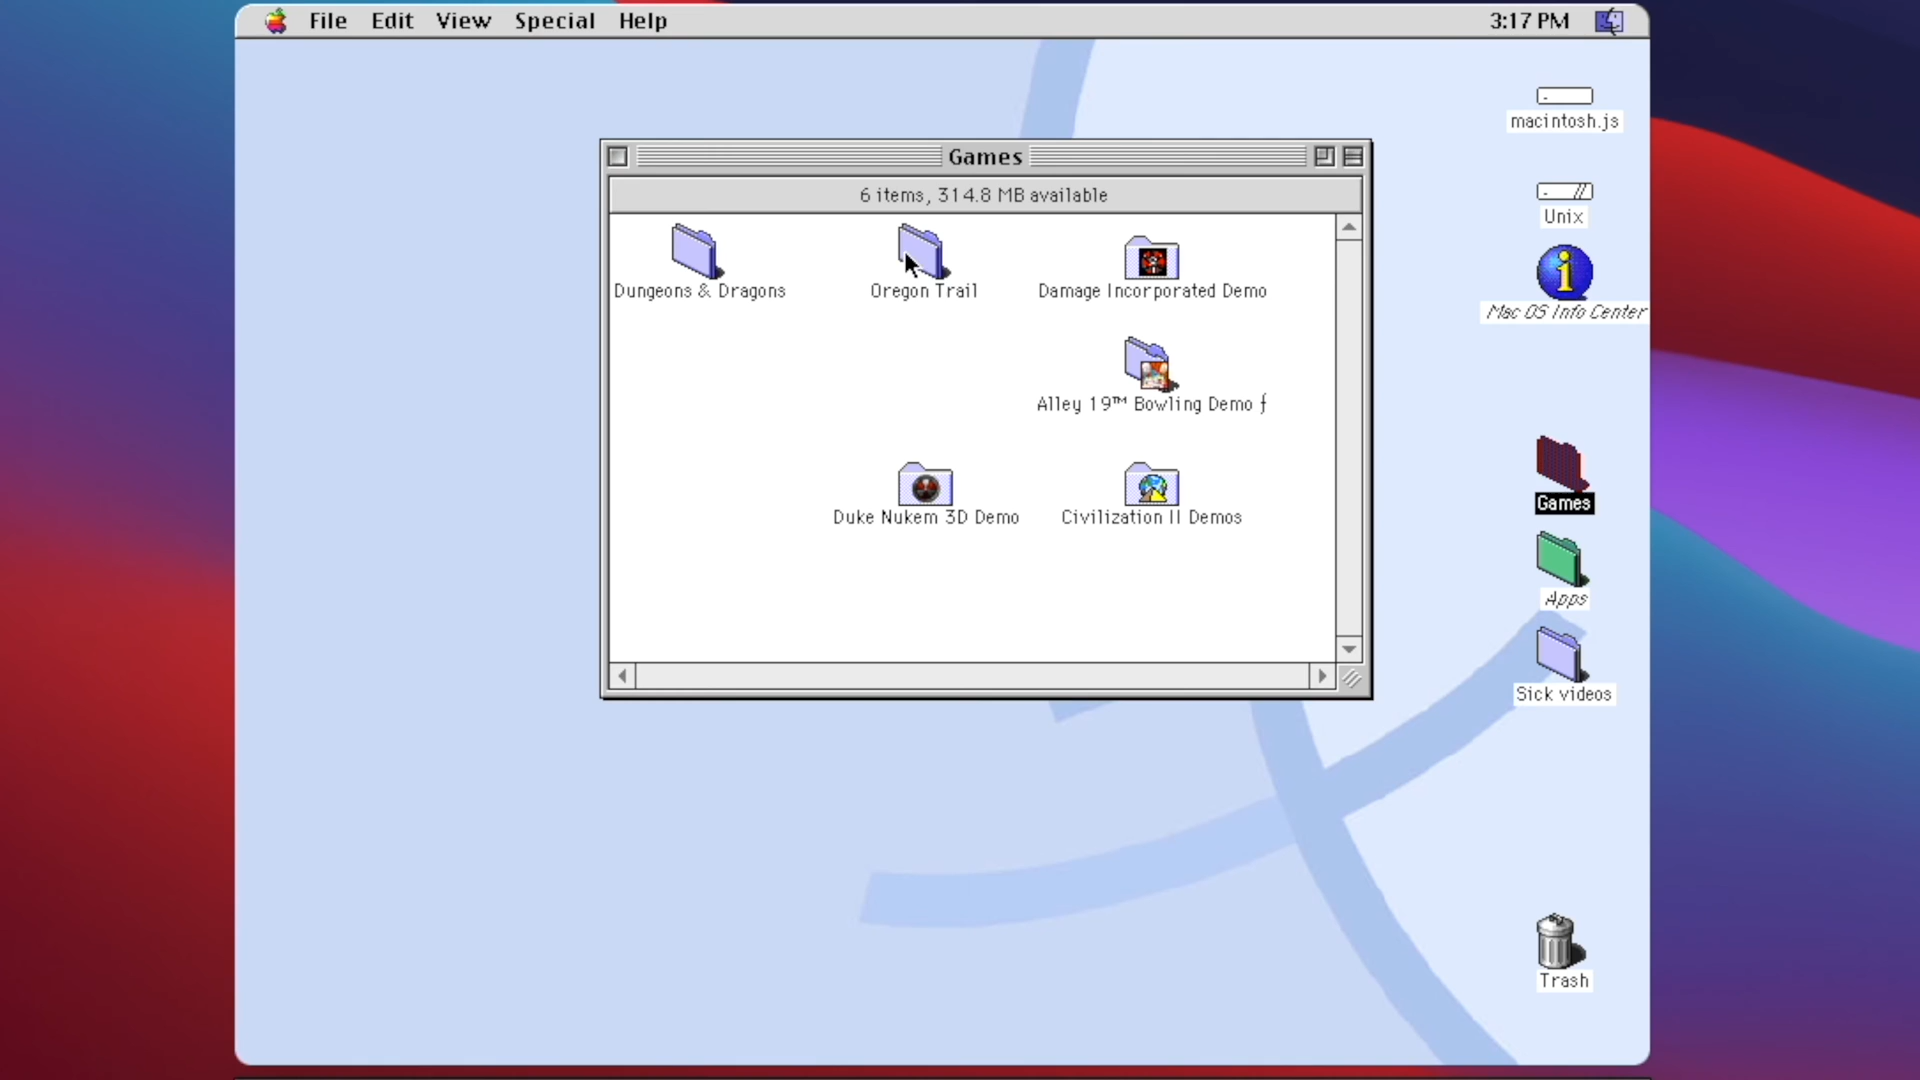 File Edit View Special Help
3:17 PM
macintosh.js
Unix
Mac OS Info Center
Games
6 items, 314.8 MB available
Dungeons & Dragons
Oregon Trail
Damage Incorporated Demo
Alley 19™ Bowling Demo ƒ
Duke Nukem 3D Demo
Civilization II Demos
Games
Apps
Sick videos
Trash